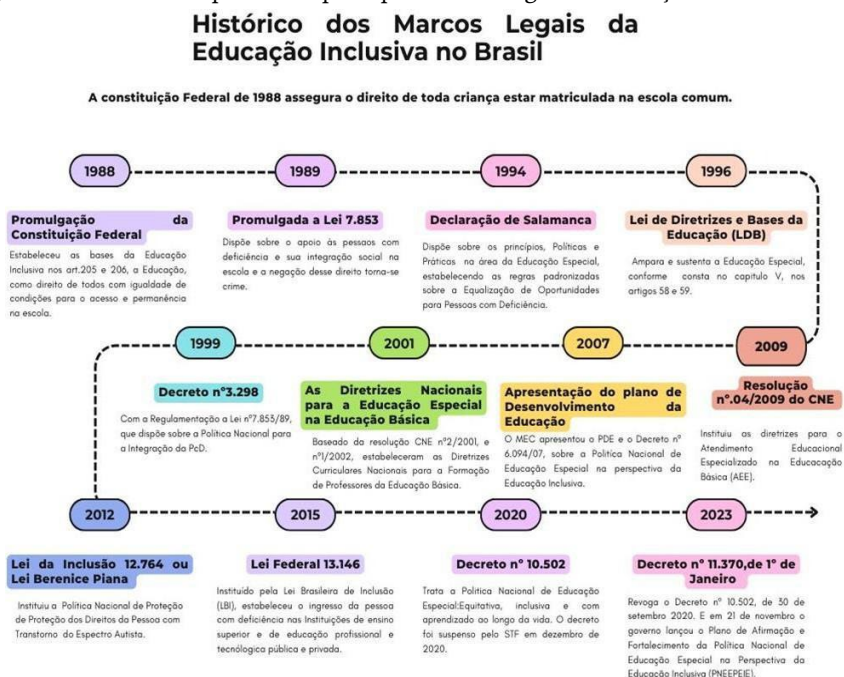 Histórico dos Marcos Legais da
Educação Inclusiva no Brasil
A constituição Federal de 1988 assegura o direito de toda criança estar matriculada na escola comum.
1988
Promulgação da
Constituição Federal
Estabeleceu as bases da Educação
Inclusiva nos art.205 e 206, a Educação,
como direito de todos com igualdade de
condições para o acesso e permanência
na escola.
1989
Promulgada a Lei 7.853
Dispõe sobre o apoio às pessaos com
deficiência e sua integração social na
escola e a negação desse direito torna-se
crime.
1994
Declaração de Salamanca
Dispõe sobre os princípios, Políticas e
Práticas na área da Educação Especial,
estabelecendo as regras padronizadas
sobre a Equalização de Oportunidades
para Pessoas com Deficiência.
1996
Lei de Diretrizes e Bases da
Educação (LDB)
Ampara e sustenta a Educação Especial,
conforme consta no capitulo V, nos
artigos 58 e 59.
1999
Decreto nº3.298
Com a Regulamentação a Lei nº7.853/89,
que dispõe sobre a Política Nacional para
a Integração da PcD.
2001
As Diretrizes Nacionais
para a Educação Especial
na Educação Básica
Baseado da resolução CNE nº2/2001, e
nº1/2002, estabeleceram as Diretrizes
Curriculares Nacionais para a Formação
de Professores da Educação Básica.
2007
Apresentação do plano de
Desenvolvimento da
Educação
O MEC apresentou o PDE e o Decreto nº
6.094/07, sobre a Politíca Nacional de
Educação Especial na perspectiva da
Educação Inclusiva.
2009
Resolução
nº.04/2009 do CNE
Instituiu as diretrizes para o
Atendimento Educacional
Especializado na Educacação
Básica (AEE).
2012
Lei da Inclusão 12.764 ou
Lei Berenice Piana
Instituiu a Política Nacional de Proteção
de Proteção dos Direitos da Pessoa com
Transtorno do Espectro Autista.
2015
Lei Federal 13.146
Instituído pela Lei Brasileira de Inclusão
(LBI), estabeleceu o ingresso da pessoa
com deficiência nas Instituições de ensino
superior e de educação profissional e
tecnólogica pública e privada.
2020
Decreto nº 10.502
Trata a Politica Nacional de Educação
Especial:Equitativa, inclusiva e com
aprendizado ao longo da vida. O decreto
foi suspenso pelo STF em dezembro de
2020.
2023
Decreto nº 11.370,de 1º de
Janeiro
Revoga o Decreto nº 10.502, de 30 de
setembro 2020. E em 21 de novembro o
governo lançou o Plano de Afirmação e
Fortalecimento da Política Nacional de
Educação Especial na Perspectiva da
Educação Inclusiva (PNEEPEIE).